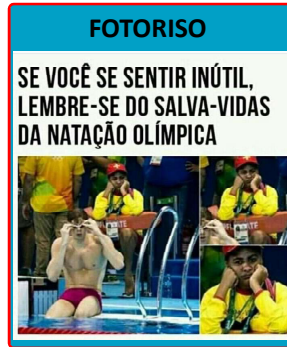 FOTORISO
SE VOCÊ SE SENTIR INÚTIL,
LEMBRE-SE DO SALVA-VIDAS
DA NATAÇÃO OLÍMPICA